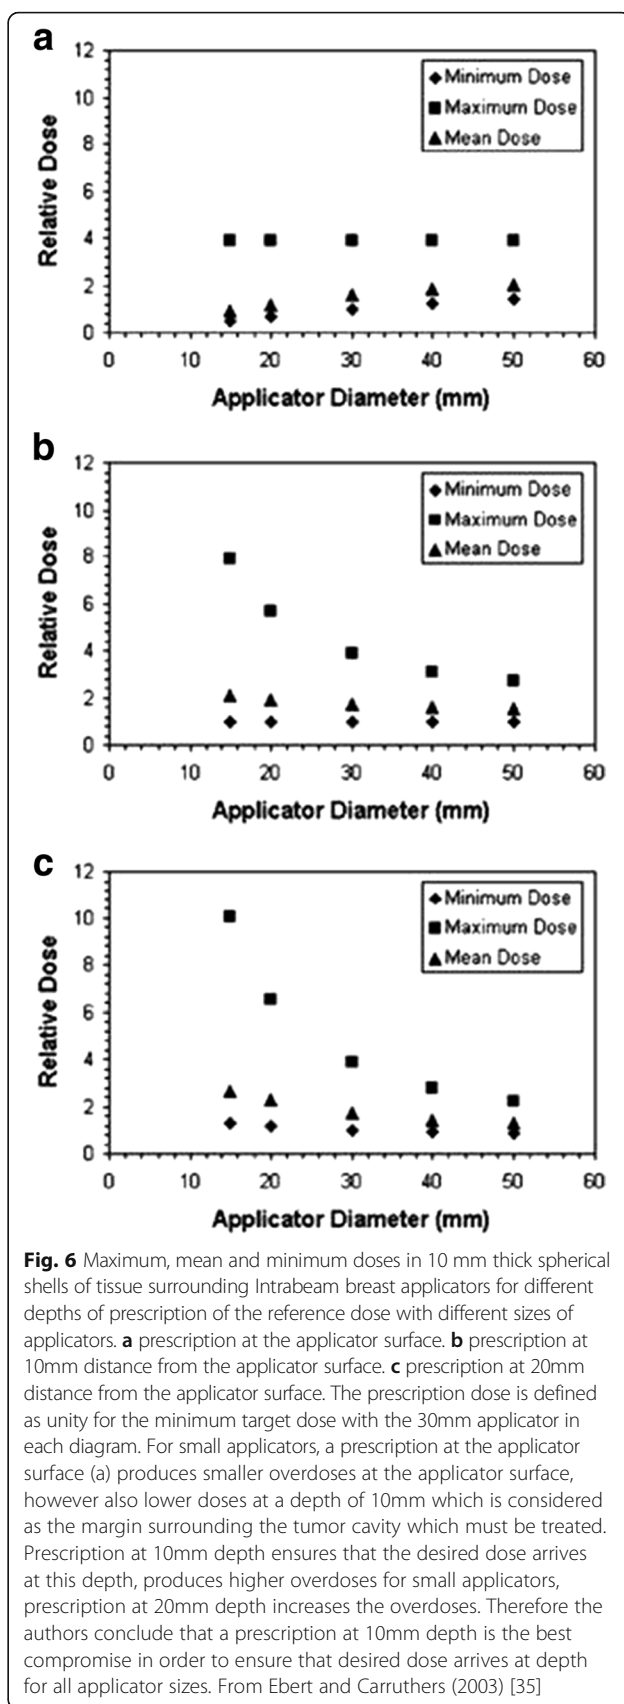 a
12
10
8
6
4
2
0
Relative Dose
Minimum Dose
Maximum Dose
Mean Dose
0 10 20 30 40 50 60
Applicator Diameter (mm)
b
12
10
8
6
4
2
0
Relative Dose
Minimum Dose
Maximum Dose
Mean Dose
0 10 20 30 40 50 60
Applicator Diameter (mm)
c
12
10
8
6
4
2
0
Relative Dose
Minimum Dose
Maximum Dose
Mean Dose
0 10 20 30 40 50 60
Applicator Diameter (mm)
Fig. 6 Maximum, mean and minimum doses in 10 mm thick spherical
shells of tissue surrounding Intrabeam breast applicators for different
depths of prescription of the reference dose with different sizes of
applicators. a prescription at the applicator surface. b prescription at
10mm distance from the applicator surface. c prescription at 20mm
distance from the applicator surface. The prescription dose is defined
as unity for the minimum target dose with the 30mm applicator in
each diagram. For small applicators, a prescription at the applicator
surface (a) produces smaller overdoses at the applicator surface,
however also lower doses at a depth of 10mm which is considered
as the margin surrounding the tumor cavity which must be treated.
Prescription at 10mm depth ensures that the desired dose arrives
at this depth, produces higher overdoses for small applicators,
prescription at 20mm depth increases the overdoses. Therefore the
authors conclude that a prescription at 10mm depth is the best
compromise in order to ensure that desired dose arrives at depth
for all applicator sizes. From Ebert and Carruthers (2003) [35]